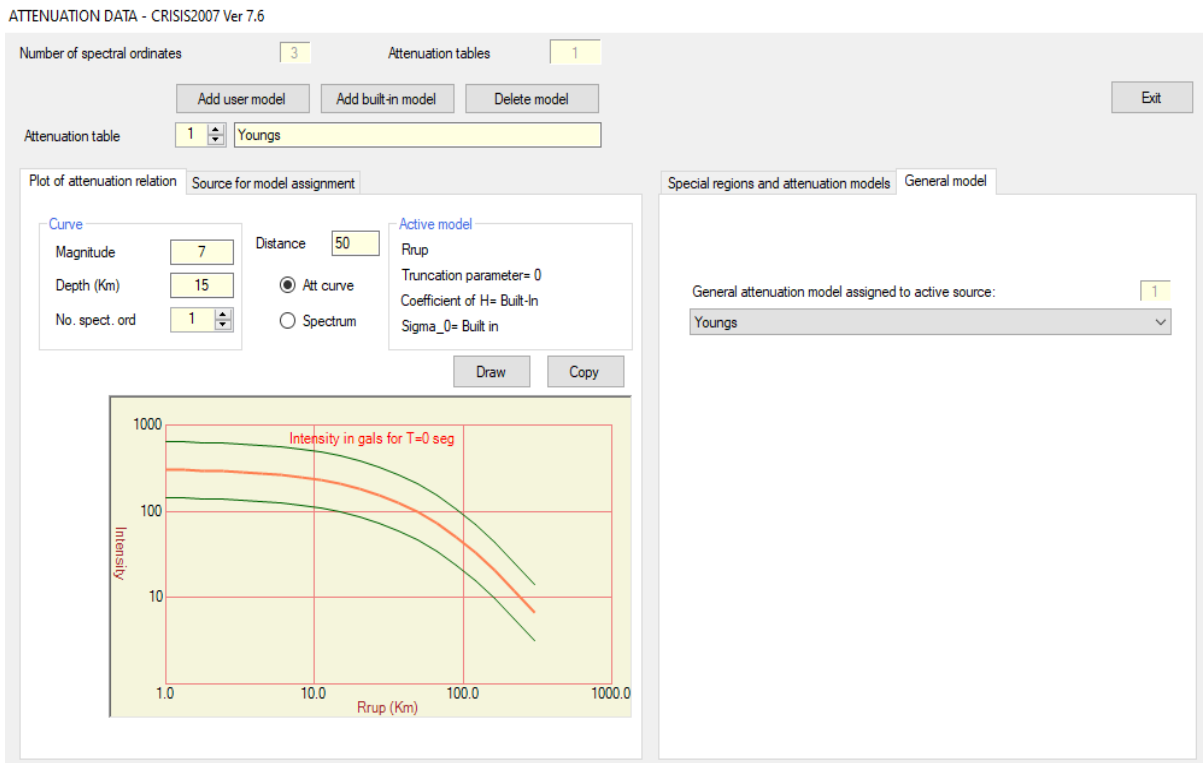 ATTENUATION DATA - CRISIS2007 Ver 7.6
Number of spectral ordinates 3 Attenuation tables 1
Add user model Add built-in model Delete model Exit
Attenuation table 1 Youngs
Plot of attenuation relation Source for model assignment
Special regions and attenuation models General model
Curve
Magnitude 7
Depth (Km) 15
No. spect. ord 1
Distance 50
Att curve
Spectrum
Active model
Rrup
Truncation parameter= 0
Coefficient of H= Built-In
Sigma_0= Built in
Draw Copy
General attenuation model assigned to active source: 1
Youngs
Intensity in gals for T=0 seg
1000
100
10
Intensity
1.0 10.0 100.0 1000.0
Rrup (Km)